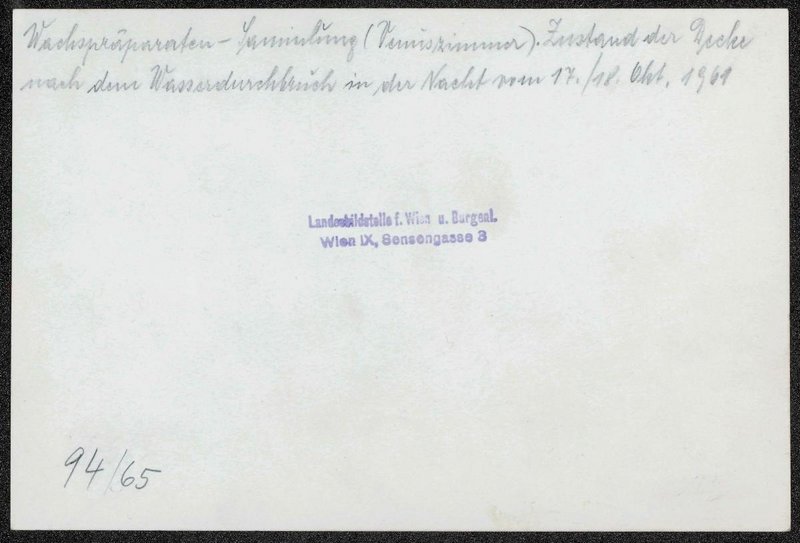 Wachspräparaten - Sammlung (Venuszimmer). Zustand der Decke
nach dem Wasserdurchbruch in der Nacht vom 17./18. Okt. 1961
Landesbildstelle f. Wien u. Burgenl.
Wien IX, Sensengasse 3
94/65